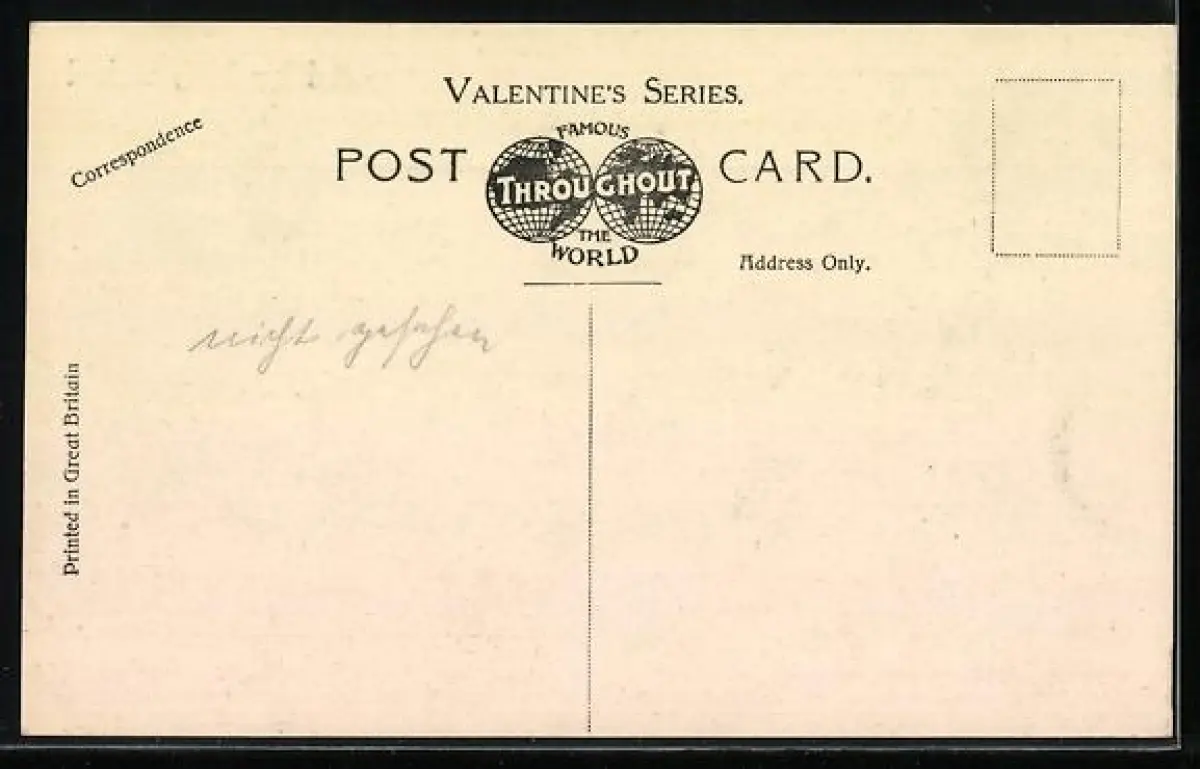 VALENTINE'S SERIES.
Correspondence
FAMOUS
POST THROUGHOUT CARD.
THE
WORLD
Address Only.
nicht gesehen
Printed in Great Britain